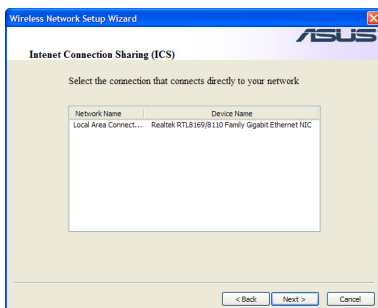 Wireless Network Setup Wizard
ASUS
Intenet Connection Sharing (ICS)
Select the connection that connects directly to your network
Network Name Device Name
Local Area Connect... Realtek RTL8169/8110 Family Gigabit Ethernet NIC
< Back Next > Cancel